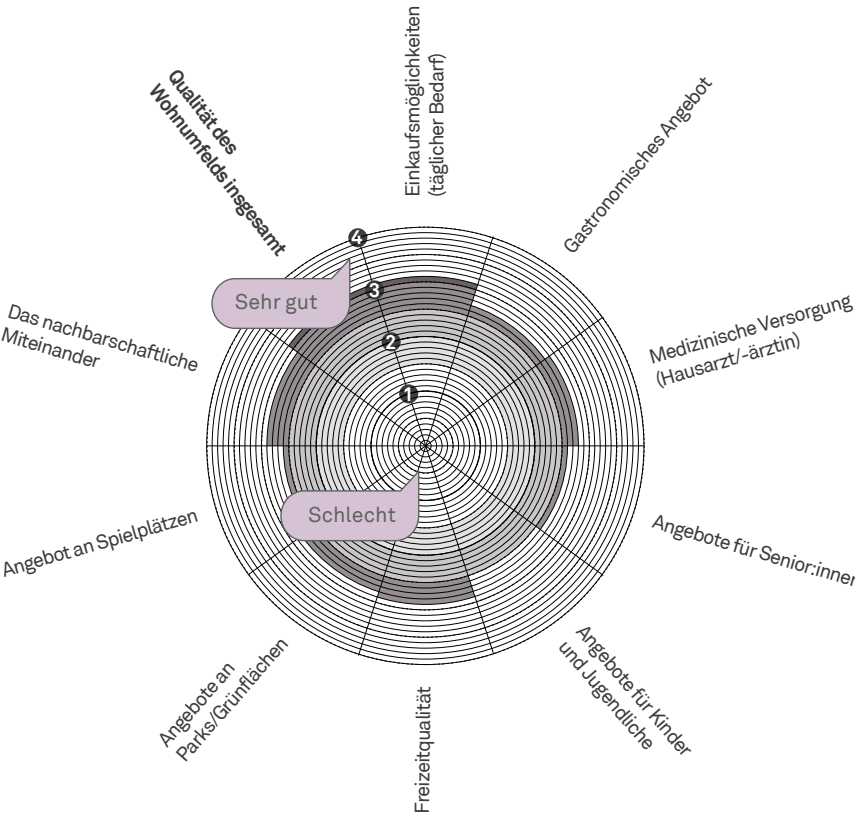 Einkaufsmöglichkeiten
(täglicher Bedarf)
Gastronomisches Angebot
Medizinische Versorgung
(Hausarzt/-ärztin)
Angebote für Senior:inner
Angebote für Kinder
und Jugendliche
Freizeitqualität
Angebote an
Parks/Grünflächen
Angebot an Spielplätzen
Das nachbarschaftliche
Miteinander
Qualität des
Wohnumfelds insgesamt
4
Sehr gut
3
2
1
Schlecht